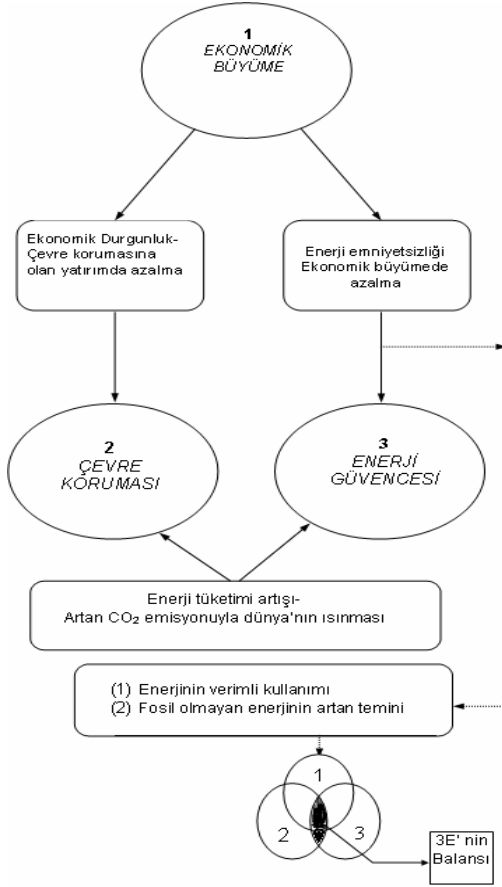 1
EKONOMİK
BÜYÜME
Ekonomik Durgunluk-
Çevre korumasına
olan yatırımda azalma
Enerji emniyetsizliği
Ekonomik büyümede
azalma
2
ÇEVRE
KORUMASI
3
ENERJİ
GÜVENCESİ
Enerji tüketimi artışı-
Artan CO₂ emisyonuyla dünya'nın ısınması
(1) Enerjinin verimli kullanımı
(2) Fosil olmayan enerjinin artan temini
1
2
3
3E' nin
Balansı